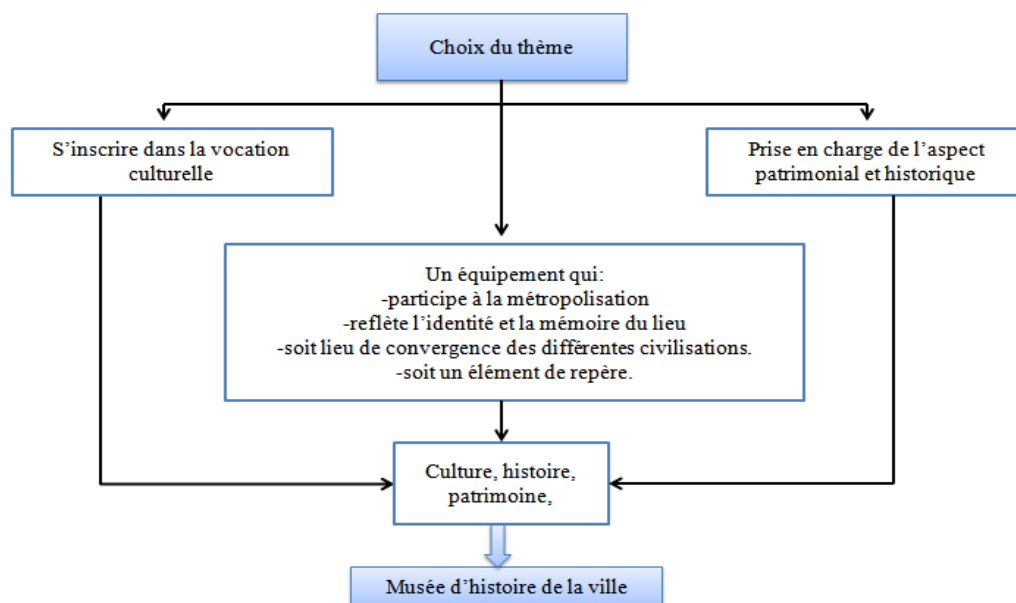 Choix du thème
S’inscrire dans la vocation
culturelle
Prise en charge de l’aspect
patrimonial et historique
Un équipement qui:
-participe à la métropolisation
-reflète l’identité et la mémoire du lieu
-soit lieu de convergence des différentes civilisations.
-soit un élément de repère.
Culture, histoire,
patrimoine,
Musée d’histoire de la ville